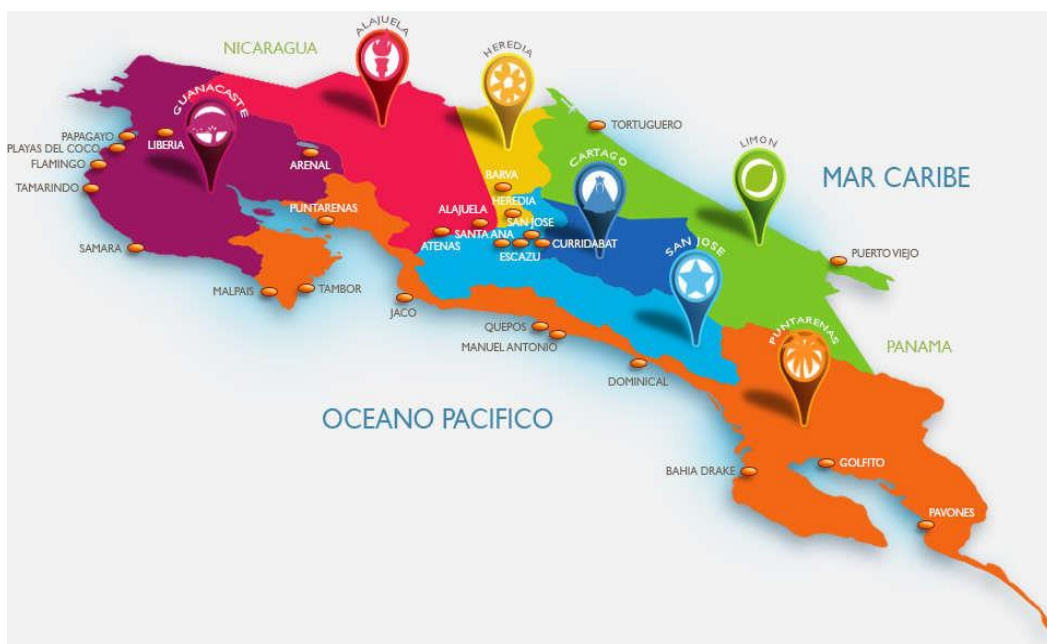 ALAJUELA
NICARAGUA
HEREDIA
GUANACASTE
PAPAGAYO
LIBERIA
PLAYAS DEL COCO
FLAMINGO
TAMARINDO
ARENAL
TORTUGUERO
LIMON
MAR CARIBE
CARTAGO
BARVA
HEREDIA
PUNTARENAS
ALAJUELA
SAN JOSE
ATENAS
SANTA ANA
ESCAZU
CURRIDABAT
SAN JOSE
SAMARA
PUERTO VIEJO
MALPAIS
TAMBOR
JACO
QUEPOS
MANUEL ANTONIO
PUNTARENAS
PANAMA
DOMINICAL
OCEANO PACIFICO
BAHIA DRAKE
GOLFITO
PAVONES